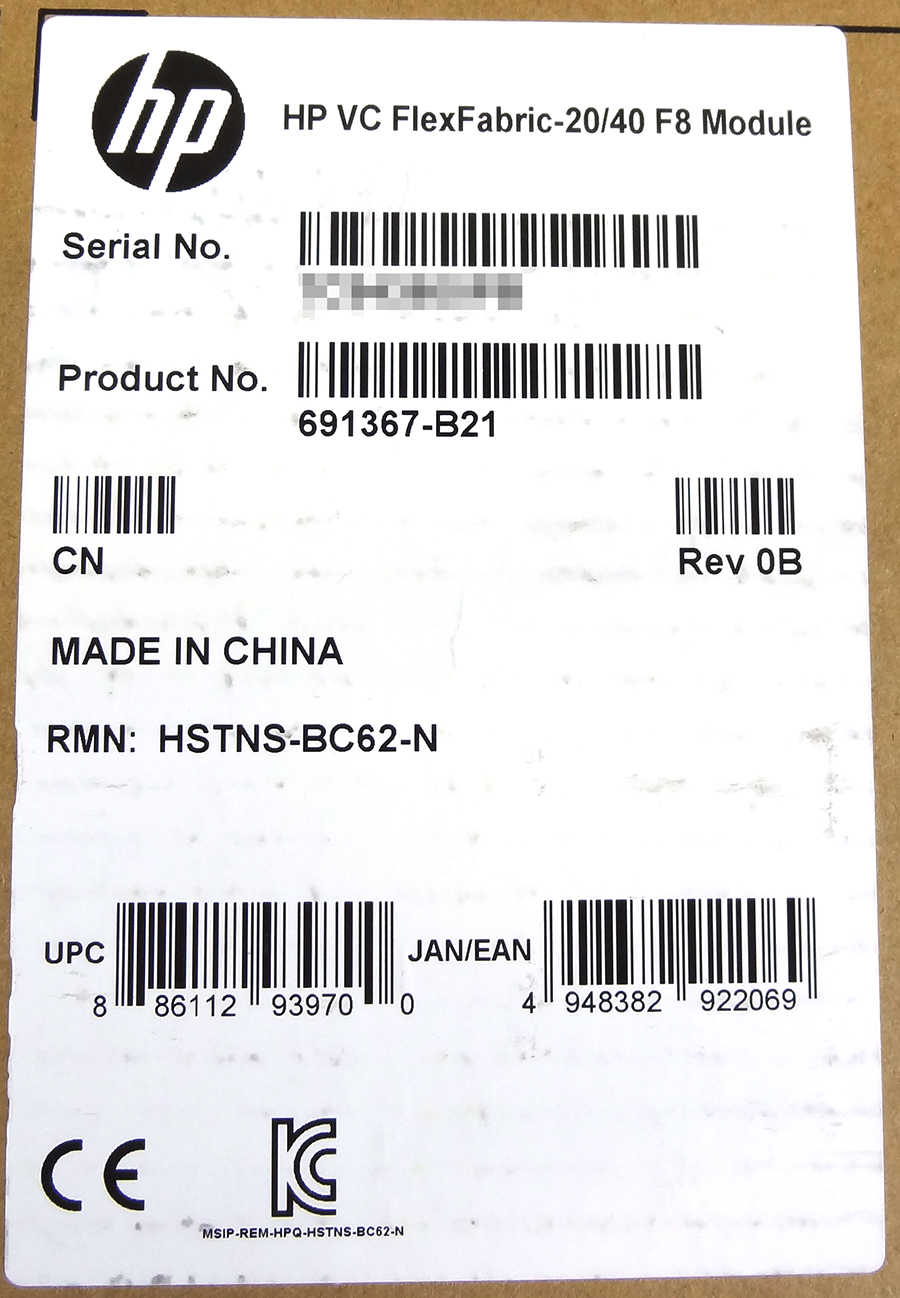 hp
HP VC FlexFabric-20/40 F8 Module
Serial No.
Product No.
691367-B21
CN
Rev 0B
MADE IN CHINA
RMN: HSTNS-BC62-N
UPC
8 86112 93970 0
JAN/EAN
4 948382 922069
CE
KC
MSIP-REM-HPQ-HSTNS-BC62-N